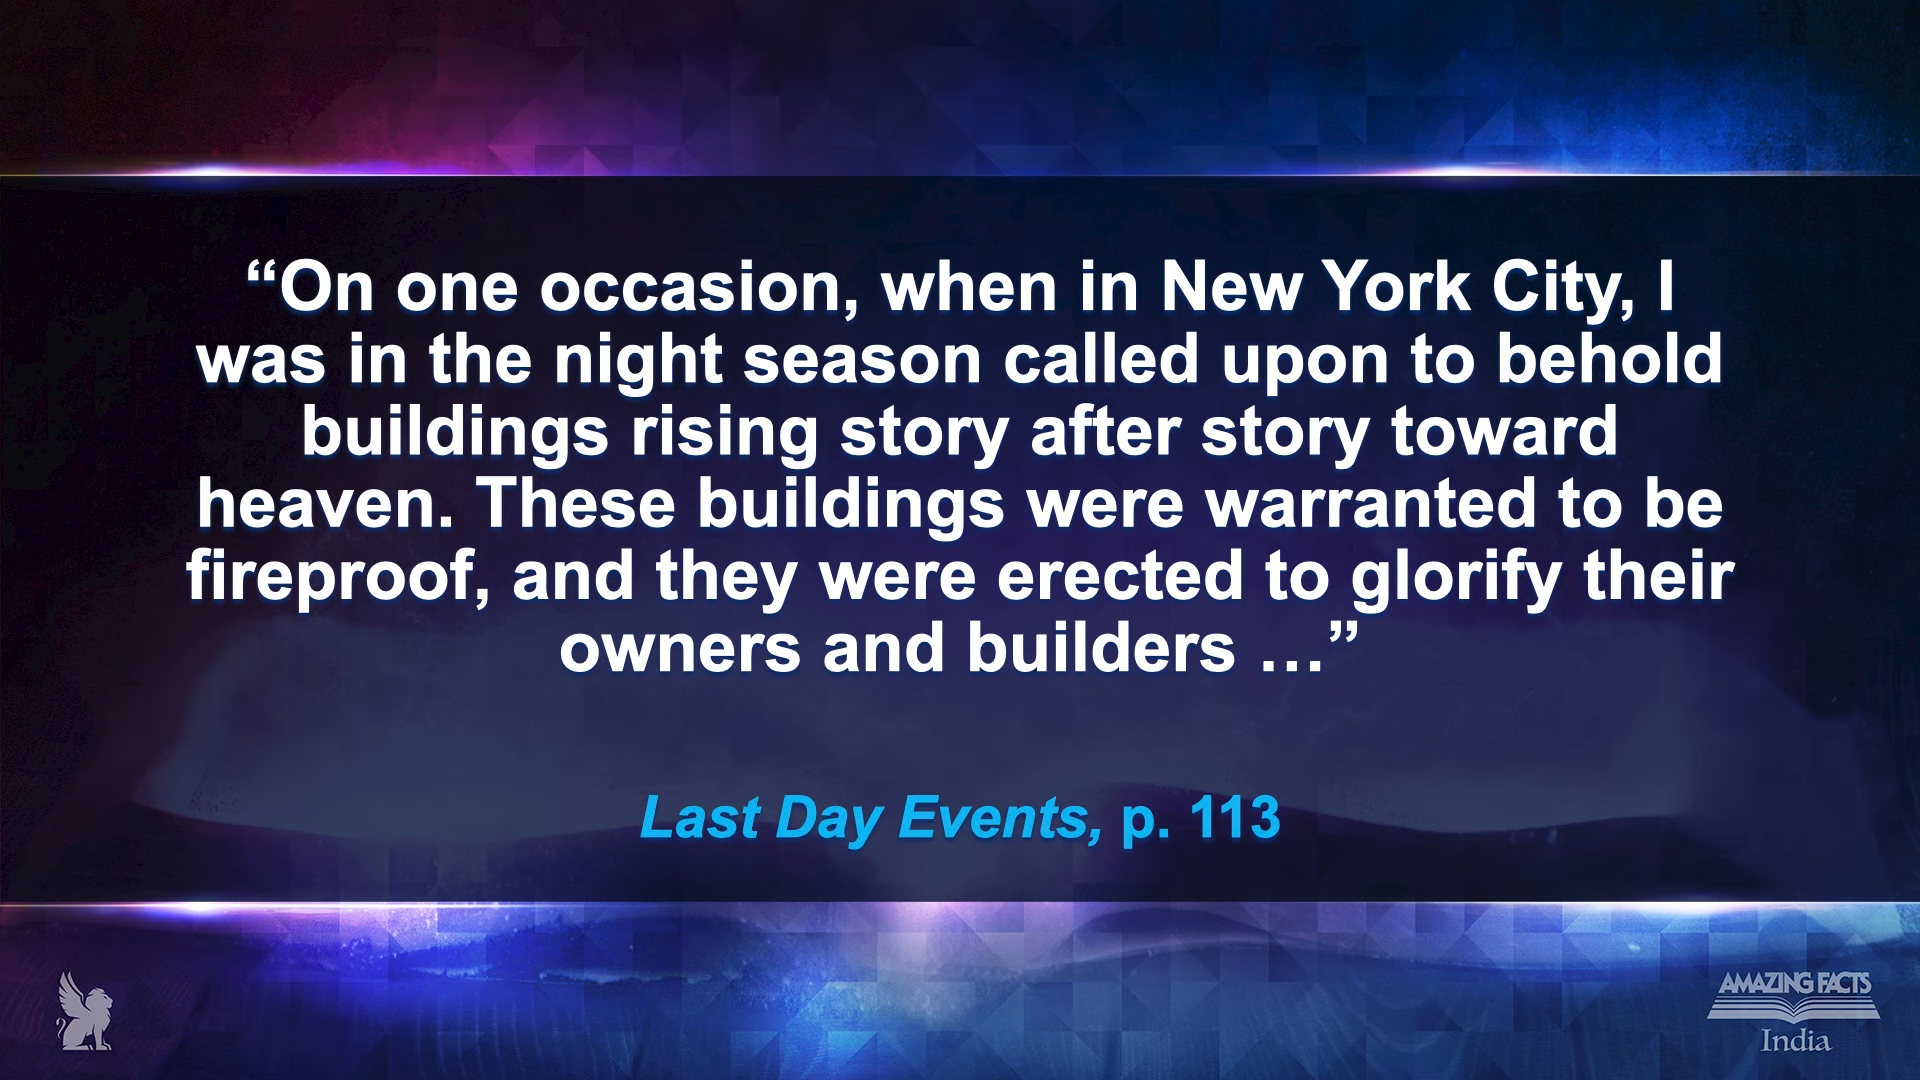 “On one occasion, when in New York City, I
was in the night season called upon to behold
buildings rising story after story toward
heaven. These buildings were warranted to be
fireproof, and they were erected to glorify their
owners and builders …”
Last Day Events, p. 113
AMAZING FACTS
India